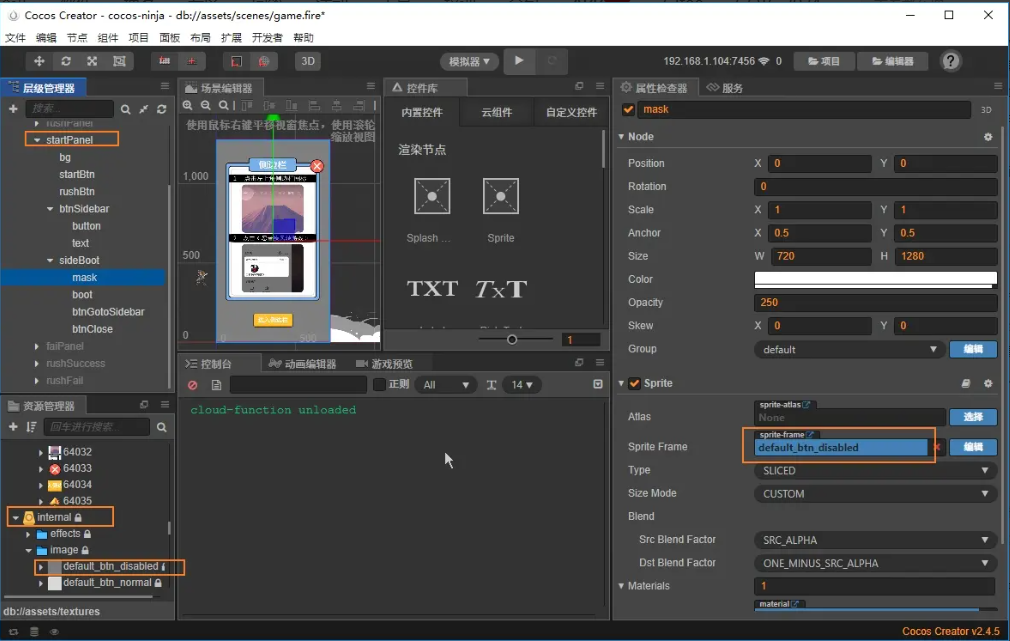 Cocos Creator - cocos-ninja - db://assets/scenes/game.fire*
文件 编辑 节点 组件 项目 面板 布局 扩展 开发者 帮助
3D
模拟器 ▼
192.168.1.104:7456 0
项目
编辑器
?
层级管理器
搜索...
rushPanel
startPanel
bg
startBtn
rushBtn
btnSidebar
button
text
sideBoot
mask
boot
btnGotoSidebar
btnClose
failPanel
rushSuccess
rushFail
资源管理器
回车进行搜索...
64032
64033
64034
64035
internal
effects
image
default_btn_disabled
default_btn_normal
db://assets/textures
场景编辑器
使用鼠标右键平移视窗焦点，使用滚轮
缩放视图
1,000
500
0
0
500
控件库
内置控件 云组件 自定义控件
渲染节点
Splash ...
Sprite
TXT
TxT
1
控制台 动画编辑器 游戏预览
正则
All
14
cloud-function unloaded
属性检查器 服务
mask
3D
Node
Position X 0 Y 0
Rotation 0
Scale X 1 Y 1
Anchor X 0.5 Y 0.5
Size W 720 H 1280
Color
Opacity 250
Skew X 0 Y 0
Group default 编辑
Sprite
Atlas
sprite-atlas
None
选择
Sprite Frame
sprite-frame
default_btn_disabled
编辑
Type SLICED
Size Mode CUSTOM
Blend
Src Blend Factor SRC_ALPHA
Dst Blend Factor ONE_MINUS_SRC_ALPHA
Materials 1
material
Cocos Creator v2.4.5